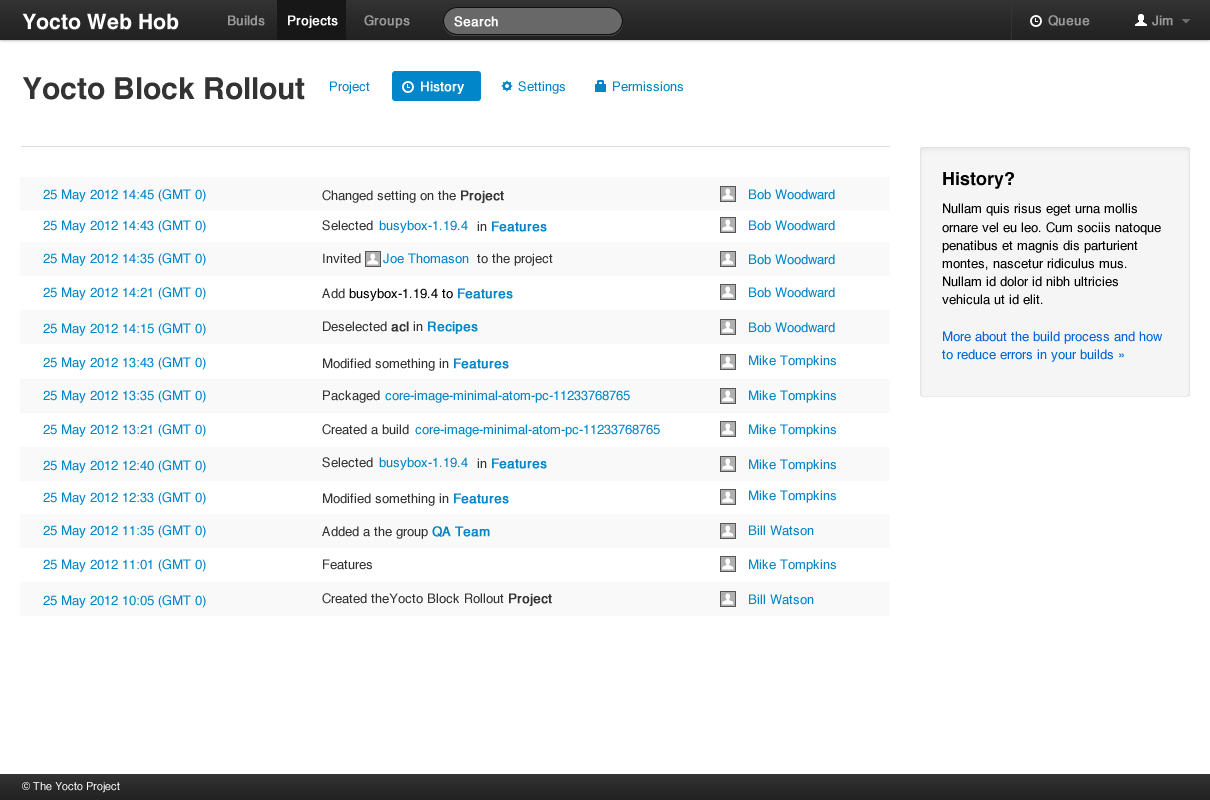 Yocto Web Hob Builds Projects Groups Search Queue Jim
Yocto Block Rollout Project History Settings Permissions
25 May 2012 14:45 (GMT 0) Changed setting on the Project Bob Woodward
25 May 2012 14:43 (GMT 0) Selected busybox-1.19.4 in Features Bob Woodward
25 May 2012 14:35 (GMT 0) Invited Joe Thomason to the project Bob Woodward
25 May 2012 14:21 (GMT 0) Add busybox-1.19.4 to Features Bob Woodward
25 May 2012 14:15 (GMT 0) Deselected acl in Recipes Bob Woodward
25 May 2012 13:43 (GMT 0) Modified something in Features Mike Tompkins
25 May 2012 13:35 (GMT 0) Packaged core-image-minimal-atom-pc-11233768765 Mike Tompkins
25 May 2012 13:21 (GMT 0) Created a build core-image-minimal-atom-pc-11233768765 Mike Tompkins
25 May 2012 12:40 (GMT 0) Selected busybox-1.19.4 in Features Mike Tompkins
25 May 2012 12:33 (GMT 0) Modified something in Features Mike Tompkins
25 May 2012 11:35 (GMT 0) Added a the group QA Team Bill Watson
25 May 2012 11:01 (GMT 0) Features Mike Tompkins
25 May 2012 10:05 (GMT 0) Created theYocto Block Rollout Project Bill Watson
History?
Nullam quis risus eget urna mollis
ornare vel eu leo. Cum sociis natoque
penatibus et magnis dis parturient
montes, nascetur ridiculus mus.
Nullam id dolor id nibh ultricies
vehicula ut id elit.
More about the build process and how
to reduce errors in your builds »
© The Yocto Project